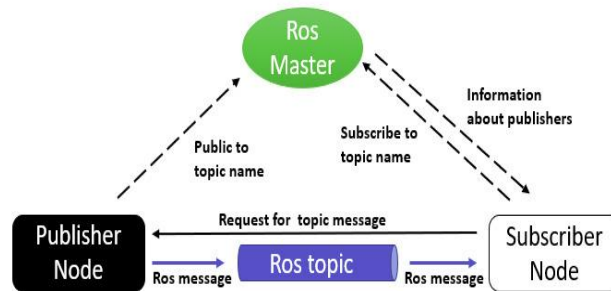 Ros
Master
Information
about publishers
Public to
topic name
Subscribe to
topic name
Request for topic message
Publisher
Node
Ros message
Ros topic
Ros message
Subscriber
Node